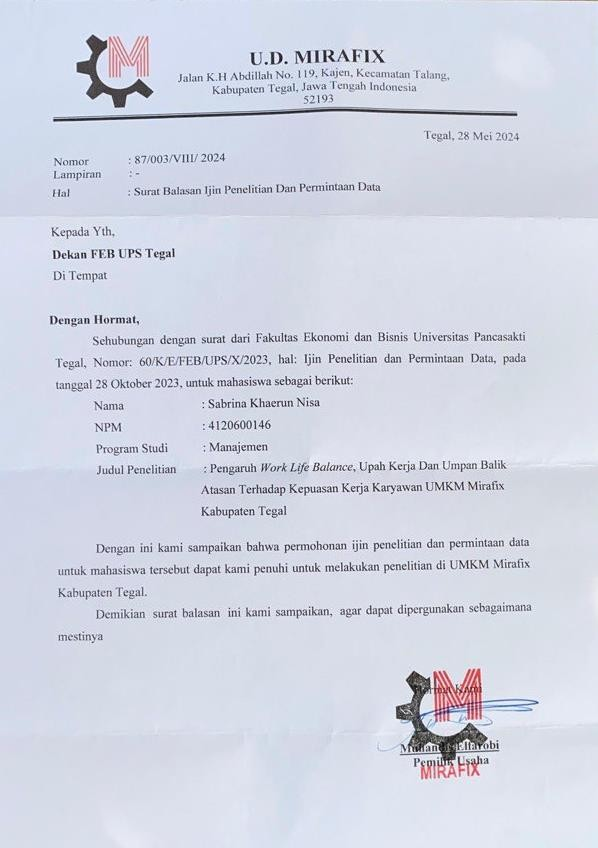 M
U.D. MIRAFIX
Jalan K.H Abdillah No. 119, Kajen, Kecamatan Talang,
Kabupaten Tegal, Jawa Tengah Indonesia
52193
Tegal, 28 Mei 2024
Nomor : 87/003/VIII/ 2024
Lampiran : -
Hal : Surat Balasan Ijin Penelitian Dan Permintaan Data
Kepada Yth,
Dekan FEB UPS Tegal
Di Tempat
Dengan Hormat,
Sehubungan dengan surat dari Fakultas Ekonomi dan Bisnis Universitas Pancasakti
Tegal, Nomor: 60/K/E/FEB/UPS/X/2023, hal: Ijin Penelitian dan Permintaan Data, pada
tanggal 28 Oktober 2023, untuk mahasiswa sebagai berikut:
Nama : Sabrina Khaerun Nisa
NPM : 4120600146
Program Studi : Manajemen
Judul Penelitian : Pengaruh Work Life Balance, Upah Kerja Dan Umpan Balik
Atasan Terhadap Kepuasan Kerja Karyawan UMKM Mirafix
Kabupaten Tegal
Dengan ini kami sampaikan bahwa permohonan ijin penelitian dan permintaan data
untuk mahasiswa tersebut dapat kami penuhi untuk melakukan penelitian di UMKM Mirafix
Kabupaten Tegal.
Demikian surat balasan ini kami sampaikan, agar dapat dipergunakan sebagaimana
mestinya
Hormat Kami
M
Pemilik Usaha
MIRAFIX